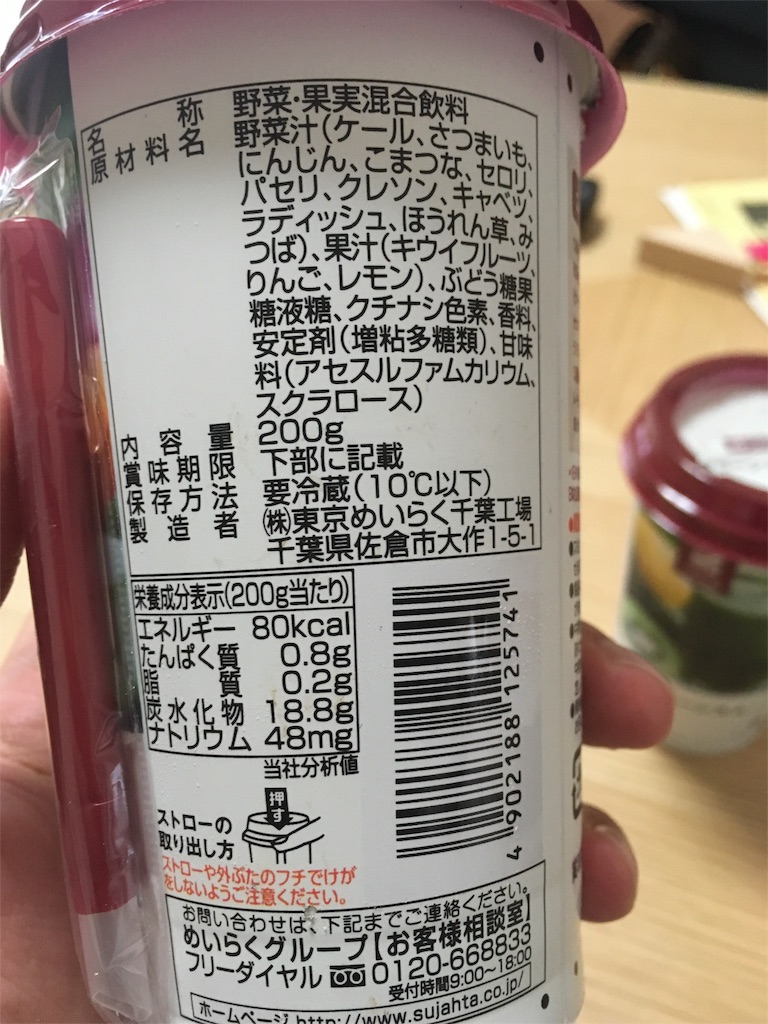 名称 野菜・果実混合飲料
原材料名 野菜汁(ケール、さつまいも、
にんじん、こまつな、セロリ、
パセリ、クレソン、キャベツ、
ラディッシュ、ほうれん草、み
つば)、果汁(キウイフルーツ、
りんご、レモン)、ぶどう糖果
糖液糖、クチナシ色素、香料、
安定剤(増粘多糖類)、甘味
料(アセスルファムカリウム、
スクラロース)
内容量 200g
賞味期限 下部に記載
保存方法 要冷蔵(10℃以下)
製造者 ㈱東京めいらく千葉工場
千葉県佐倉市大作1-5-1
栄養成分表示(200g当たり)
エネルギー 80kcal
たんぱく質 0.8g
脂質 0.2g
炭水化物 18.8g
ナトリウム 48mg
当社分析値
4 902188 125741
押す
ストローの
取り出し方
ストローや外ぶたのフチでけが
をしないようご注意ください。
お問い合わせは、下記までご連絡ください。
めいらくグループ【お客様相談室】
フリーダイヤル 0120-668833
受付時間9:00～18:00
ホームページ http://www.sujahta.co.jp/